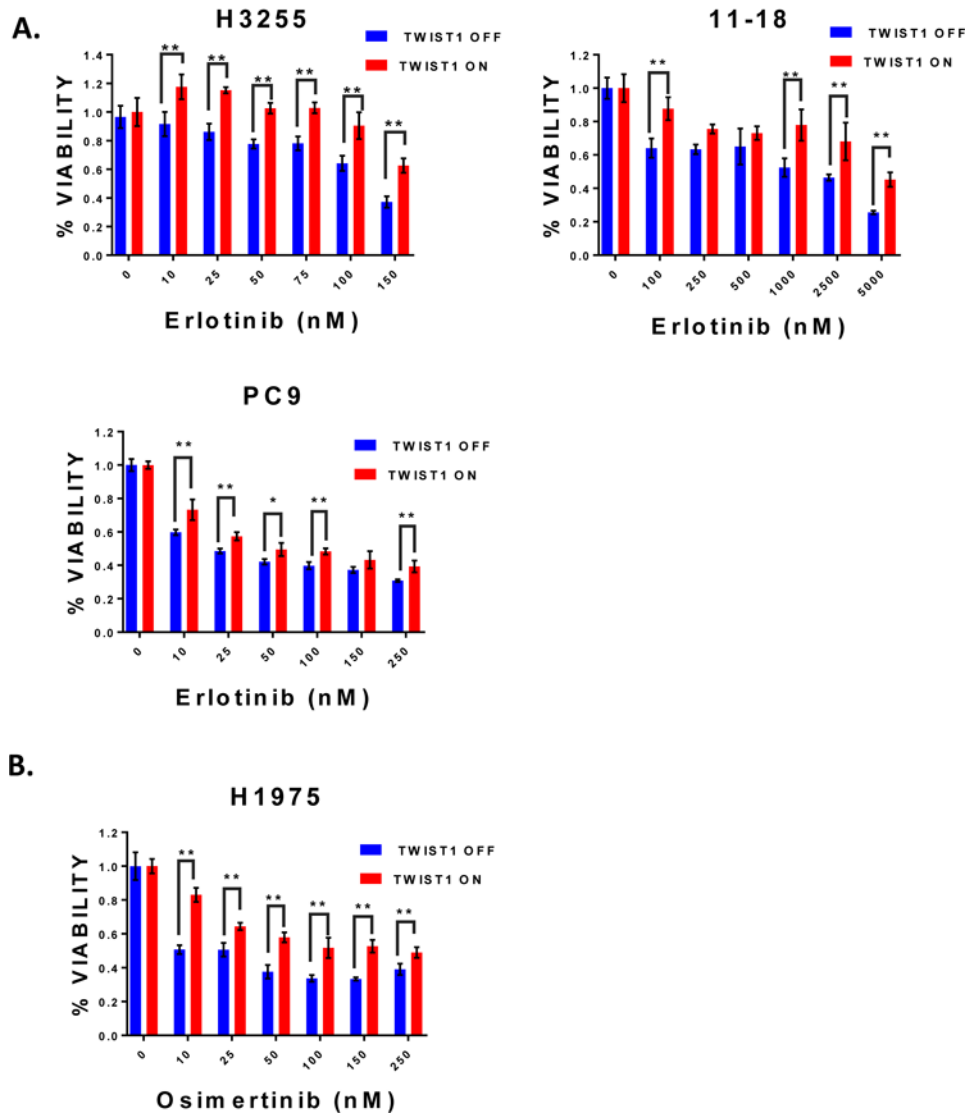 A.
H3255
TWIST1 OFF
TWIST1 ON
** ** ** ** ** **
% VIABILITY
1.4
1.2
1.0
0.8
0.6
0.4
0.2
0.0
0 10 25 50 75 100 150
Erlotinib (nM)
11-18
TWIST1 OFF
TWIST1 ON
** ** ** **
% VIABILITY
1.2
1.0
0.8
0.6
0.4
0.2
0.0
0 100 250 500 1000 2500 5000
Erlotinib (nM)
PC9
TWIST1 OFF
TWIST1 ON
** ** * ** **
% VIABILITY
1.2
1.0
0.8
0.6
0.4
0.2
0.0
0 10 25 50 100 150 250
Erlotinib (nM)
B.
H1975
TWIST1 OFF
TWIST1 ON
** ** ** ** ** **
% VIABILITY
1.2
1.0
0.8
0.6
0.4
0.2
0.0
0 10 25 50 100 150 250
Osimertinib (nM)